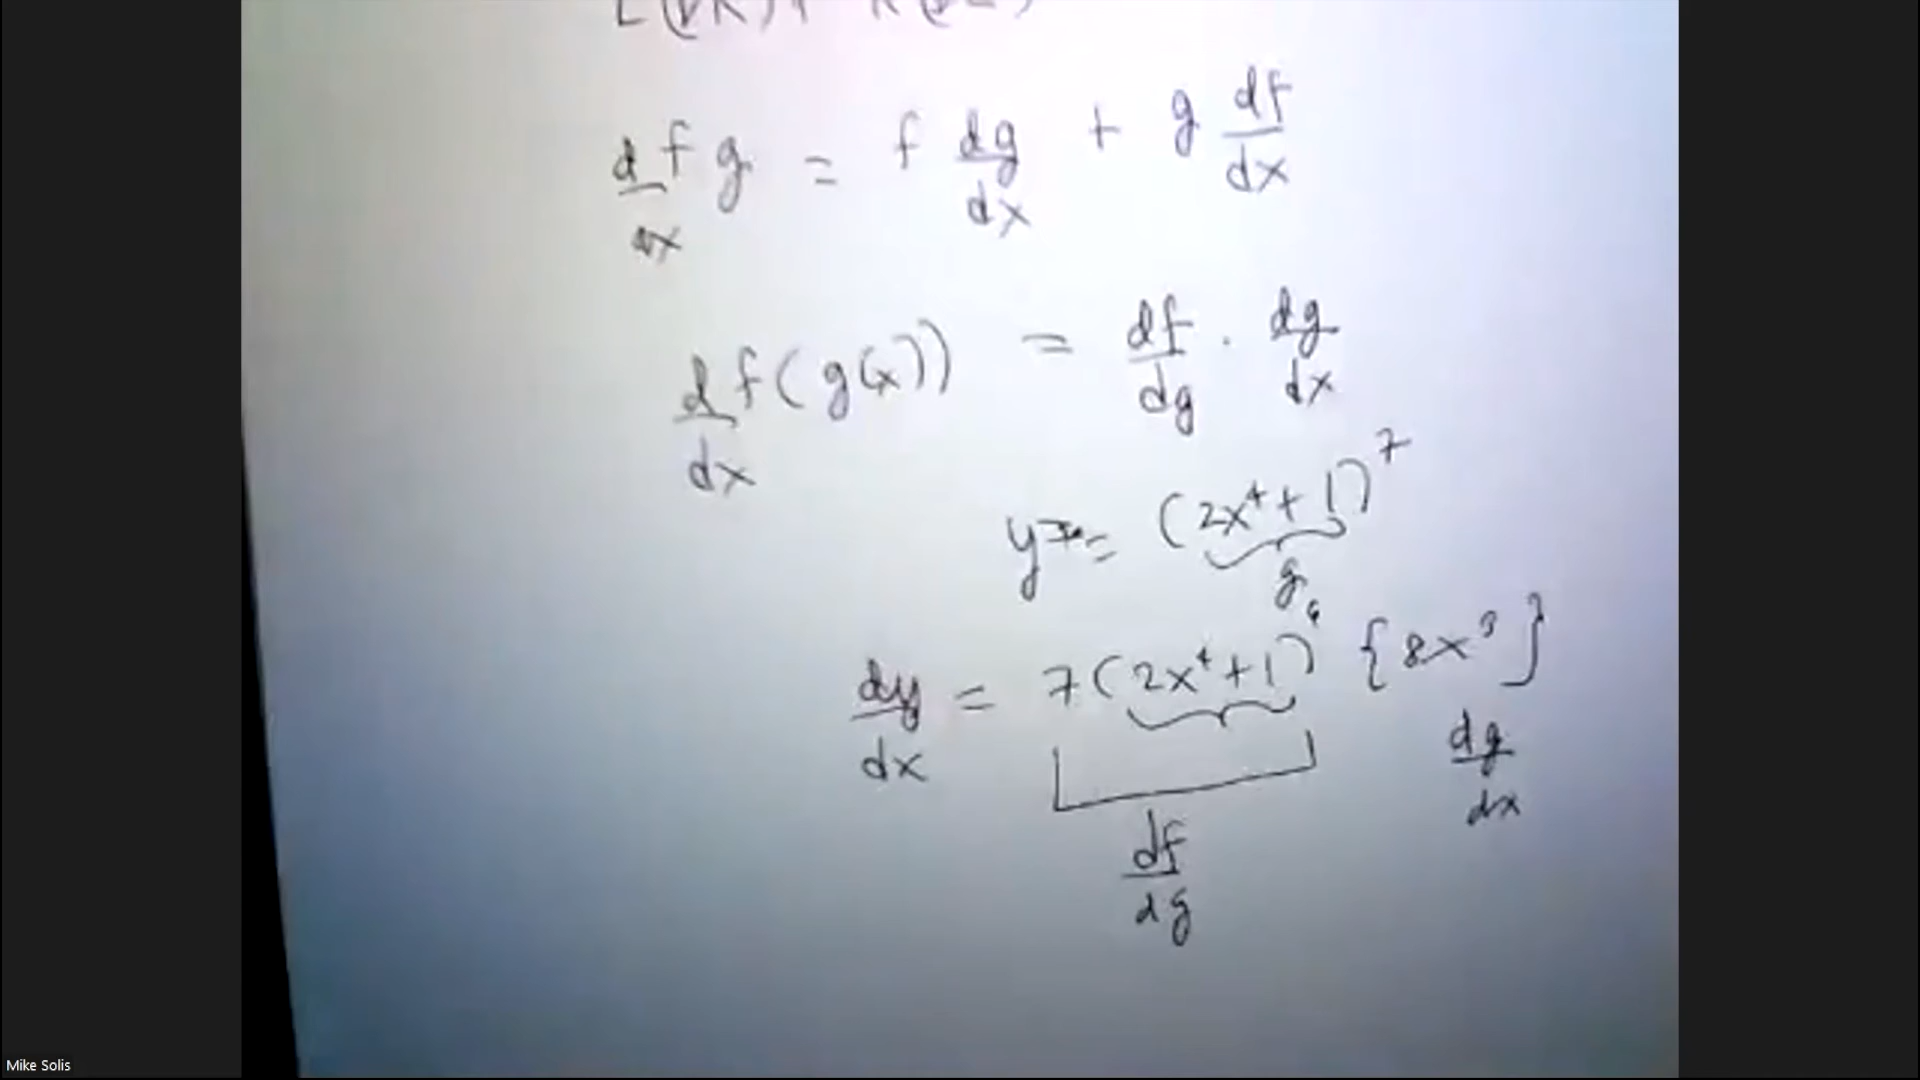 d/dx f g = f dg/dx + g df/dx
d/dx f(g(x)) = df/dg · dg/dx
y = (2x⁴+1)⁷
g
dy/dx = 7(2x⁴+1)⁶ {8x³}
df/dg dg/dx
Mike Solis